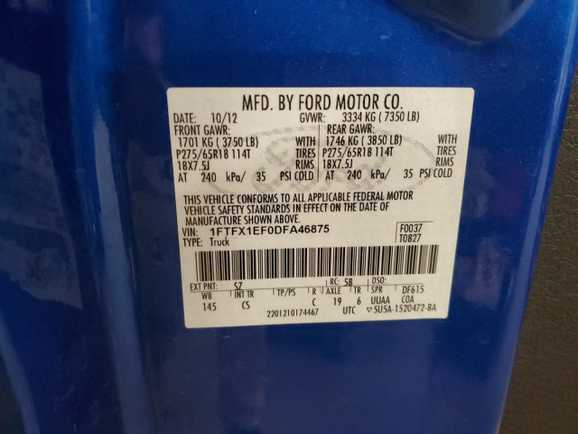 MFD. BY FORD MOTOR CO.
DATE: 10/12 GVWR: 3334 KG ( 7350 LB)
FRONT GAWR: REAR GAWR:
1701 KG ( 3750 LB) WITH 1746 KG ( 3850 LB) WITH
P275/65R18 114T TIRES P275/65R18 114T TIRES
18X7.5J RIMS 18X7.5J RIMS
AT 240 kPa/ 35 PSI COLD AT 240 kPa/ 35 PSI COLD
THIS VEHICLE CONFORMS TO ALL APPLICABLE FEDERAL MOTOR
VEHICLE SAFETY STANDARDS IN EFFECT ON THE DATE OF
MANUFACTURE SHOWN ABOVE.
VIN: 1FTFX1EF0DFA46875 F0037
TYPE: Truck T0827
EXT PNT: SZ RC: 58 DSO:
WB INT TR TP/PS R AXLE TR SPR DF615
145 CS C 19 6 UUAA COA
2201210174467 UTC 5U5A-1520472-BA